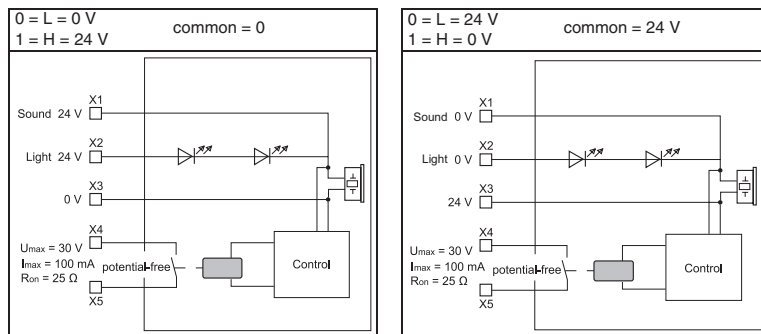 0 = L = 0 V
1 = H = 24 V
common = 0
X1
Sound 24 V
X2
Light 24 V
X3
0 V
X4
Umax = 30 V
Imax = 100 mA
Ron = 25 Ω
potential-free
X5
Control
0 = L = 24 V
1 = H = 0 V
common = 24 V
X1
Sound 0 V
X2
Light 0 V
X3
24 V
X4
Umax = 30 V
Imax = 100 mA
Ron = 25 Ω
potential-free
X5
Control